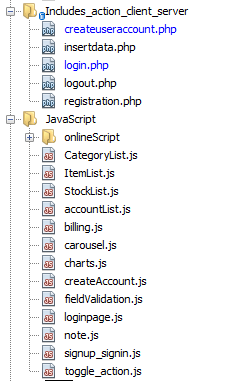 Includes_action_client_server
createuseraccount.php
insertdata.php
login.php
logout.php
registration.php
JavaScript
onlineScript
CategoryList.js
ItemList.js
StockList.js
accountList.js
billing.js
carousel.js
charts.js
createAccount.js
fieldValidation.js
loginpage.js
note.js
signup_signin.js
toggle_action.js